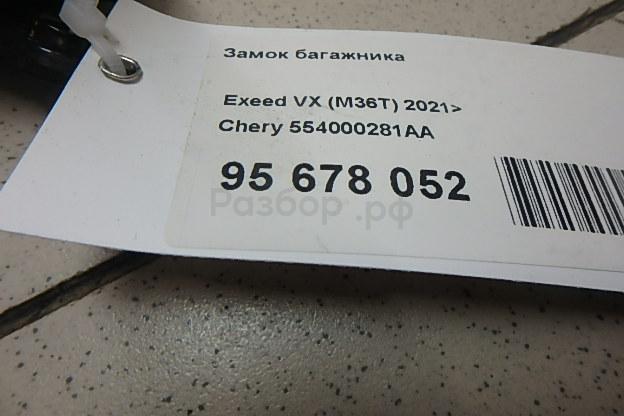 Замок багажника
Exeed VX (M36T) 2021>
Chery 554000281AA
95 678 052
Разбор.рф